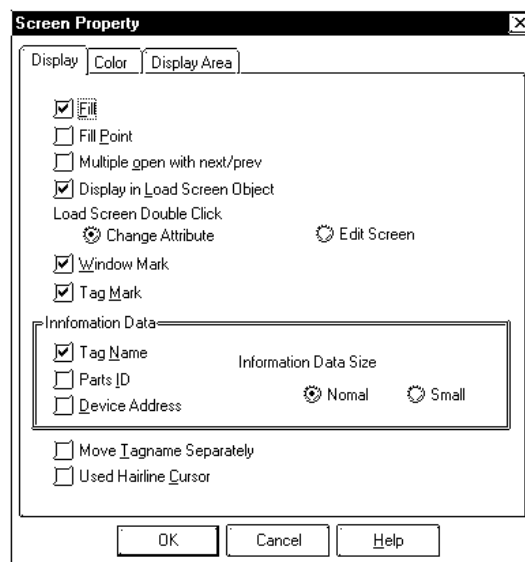 Screen Property
Display Color Display Area
Fill
Fill Point
Multiple open with next/prev
Display in Load Screen Object
Load Screen Double Click
Change Attribute Edit Screen
Window Mark
Tag Mark
Innfomation Data
Tag Name
Information Data Size
Parts ID
Nomal Small
Device Address
Move Tagname Separately
Used Hairline Cursor
OK Cancel Help